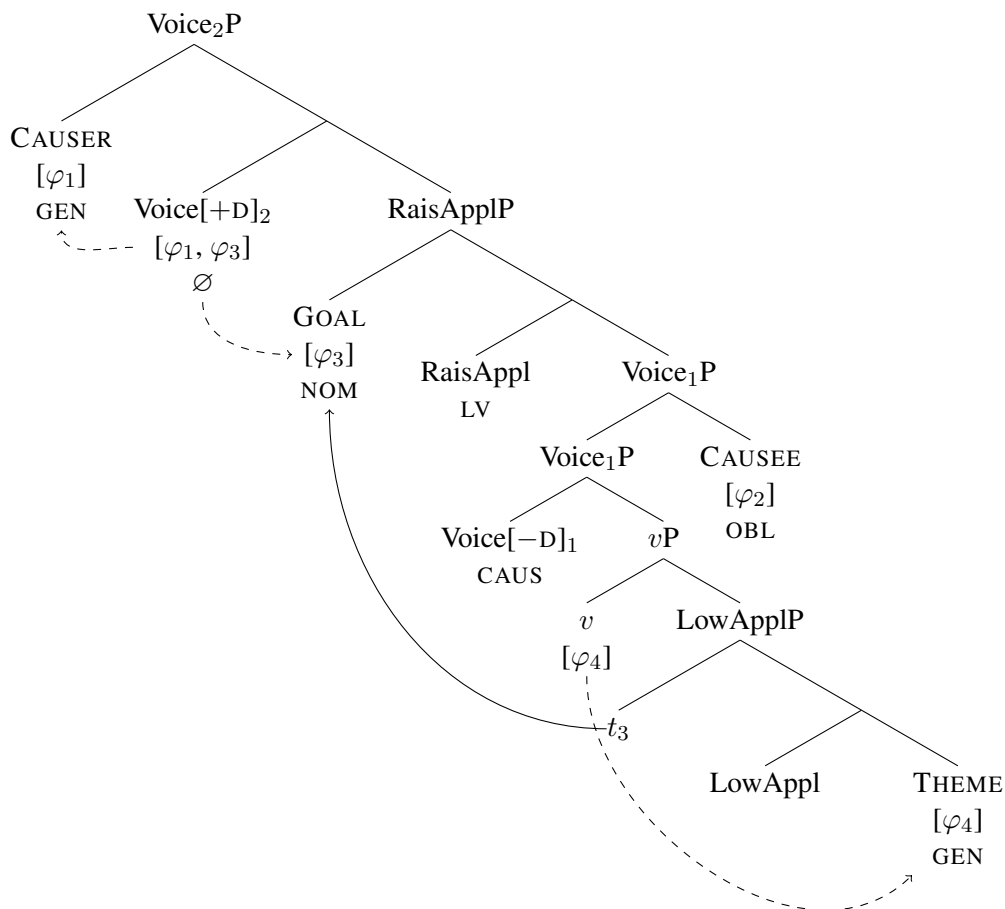 Voice₂P
CAUSER
[φ₁]
GEN
Voice[+D]₂
[φ₁, φ₃]
∅
RaisApplP
GOAL
[φ₃]
NOM
RaisAppl
LV
Voice₁P
Voice₁P
CAUSEE
[φ₂]
OBL
Voice[−D]₁
CAUS
vP
v
[φ₄]
LowApplP
t₃
LowAppl
THEME
[φ₄]
GEN